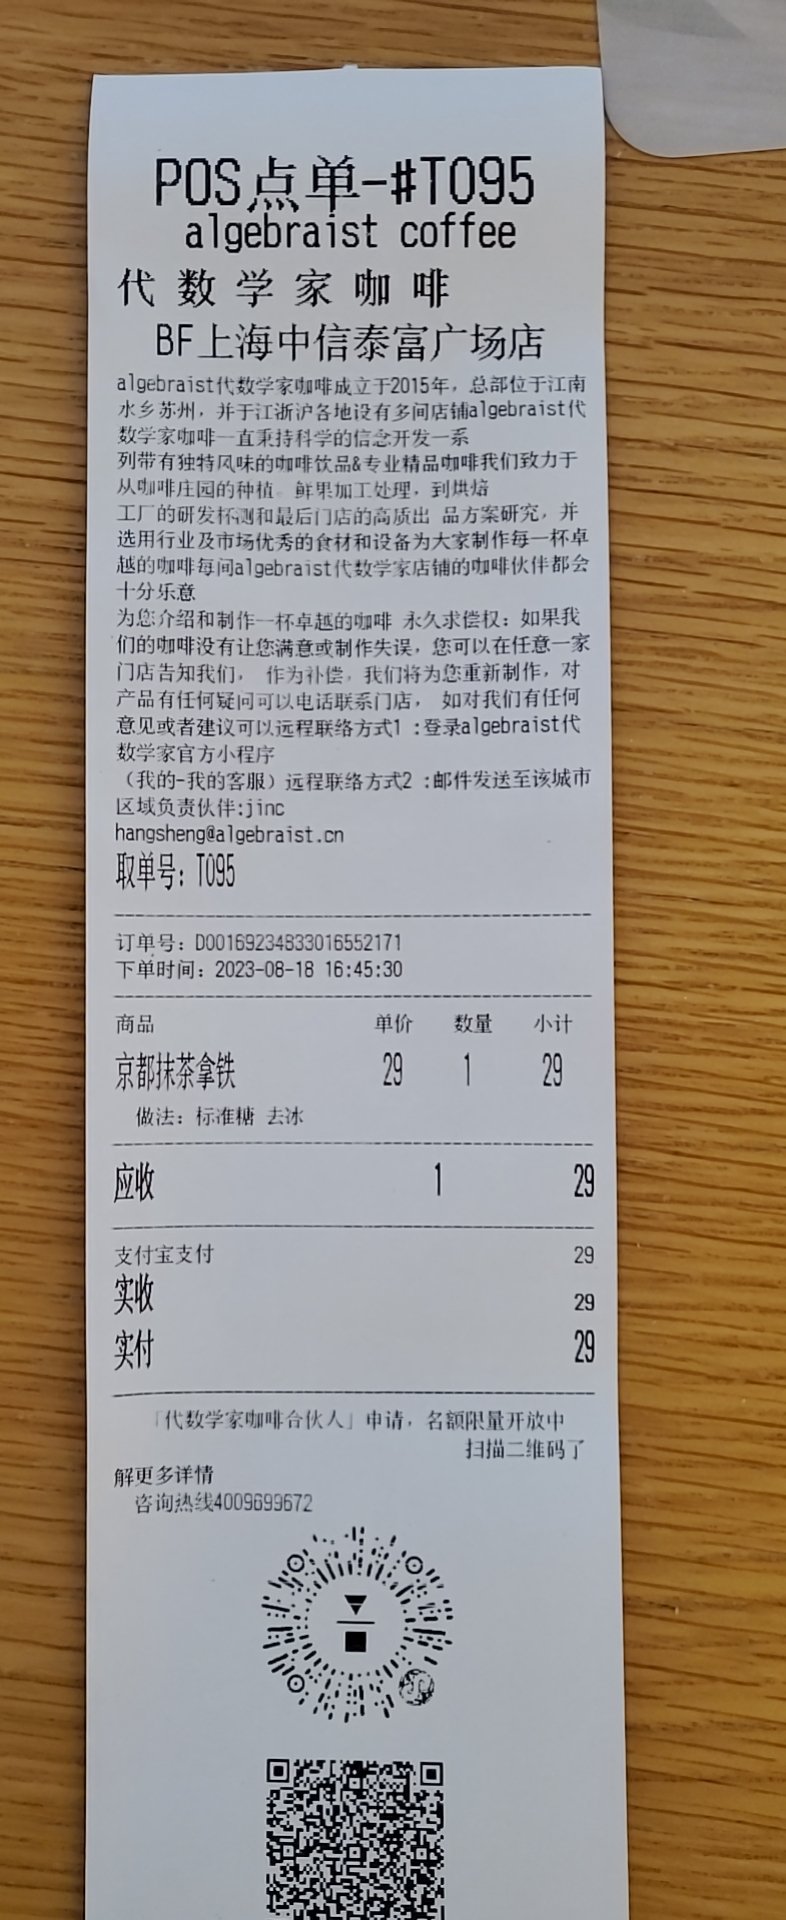 POS点单-#T095
algebraist coffee
代数学家咖啡
BF上海中信泰富广场店
algebraist代数学家咖啡成立于2015年，总部位于江南
水乡苏州，并于江浙沪各地设有多间店铺algebraist代
数学家咖啡一直秉持科学的信念开发一系
列带有独特风味的咖啡饮品&专业精品咖啡我们致力于
从咖啡庄园的种植。鲜果加工处理，到烘焙
工厂的研发杯测和最后门店的高质出 品方案研究，并
选用行业及市场优秀的食材和设备为大家制作每一杯卓
越的咖啡每间algebraist代数学家店铺的咖啡伙伴都会
十分乐意
为您介绍和制作一杯卓越的咖啡 永久求偿权：如果我
们的咖啡没有让您满意或制作失误，您可以在任意一家
门店告知我们， 作为补偿，我们将为您重新制作，对
产品有任何疑问可以电话联系门店， 如对我们有任何
意见或者建议可以远程联络方式1 :登录algebraist代
数学家官方小程序
（我的-我的客服）远程联络方式2 :邮件发送至该城市
区域负责伙伴:jinc
hangsheng@algebraist.cn
取单号：T095
订单号：D00169234833016552171
下单时间：2023-08-18 16:45:30
商品 单价 数量 小计
京都抹茶拿铁 29 1 29
做法：标准糖 去冰
应收 1 29
支付宝支付 29
实收 29
实付 29
「代数学家咖啡合伙人」申请，名额限量开放中
扫描二维码了
解更多详情
咨询热线4009699672